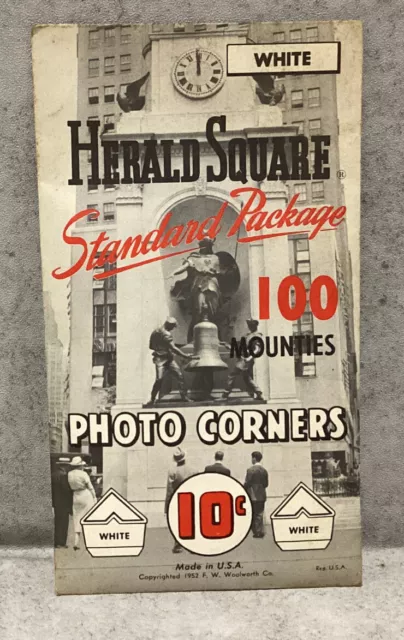 WHITE
HERALD SQUARE ®
Standard Package
100
MOUNTIES
PHOTO CORNERS
10¢
WHITE
WHITE
Made in U.S.A.
Copyrighted 1952 F. W. Woolworth Co.
Reg. U.S.A.